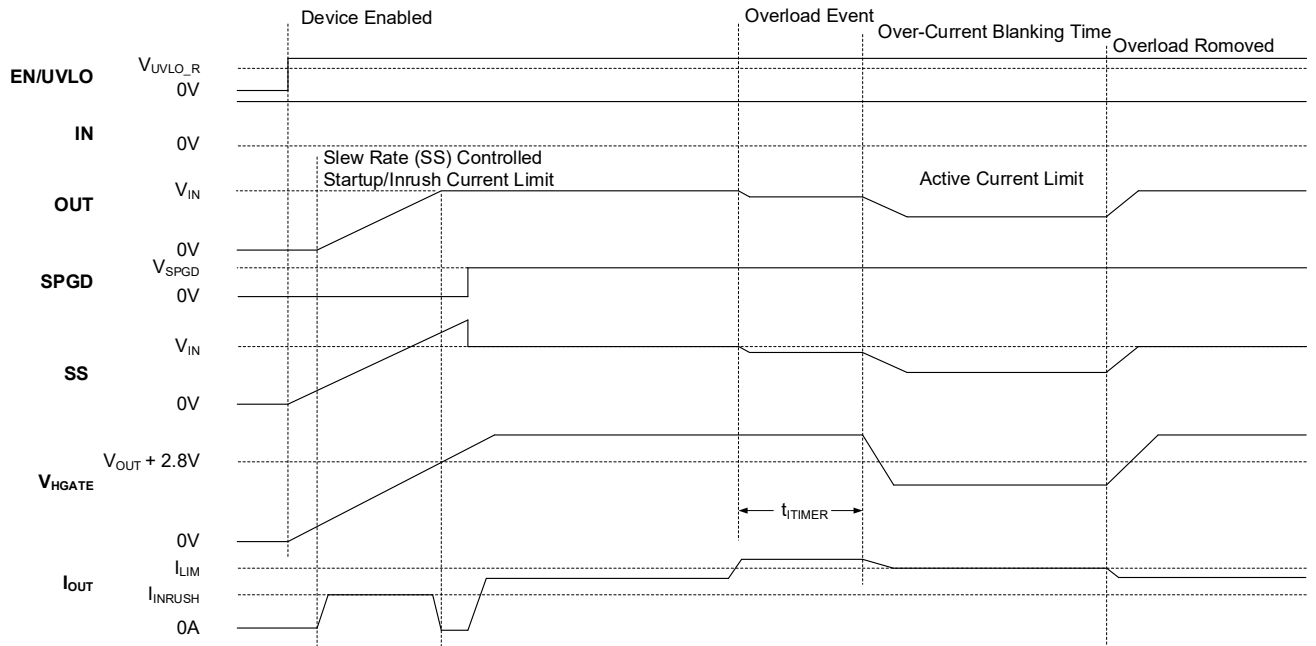 Device Enabled
Overload Event
Over-Current Blanking Time
Overload Romoved
EN/UVLO
VUVLO_R
0V
IN
0V
Slew Rate (SS) Controlled
Startup/Inrush Current Limit
Active Current Limit
OUT
VIN
0V
SPGD
VSPGD
0V
SS
VIN
0V
VHGATE
VOUT + 2.8V
0V
tITIMER
IOUT
ILIM
IINRUSH
0A